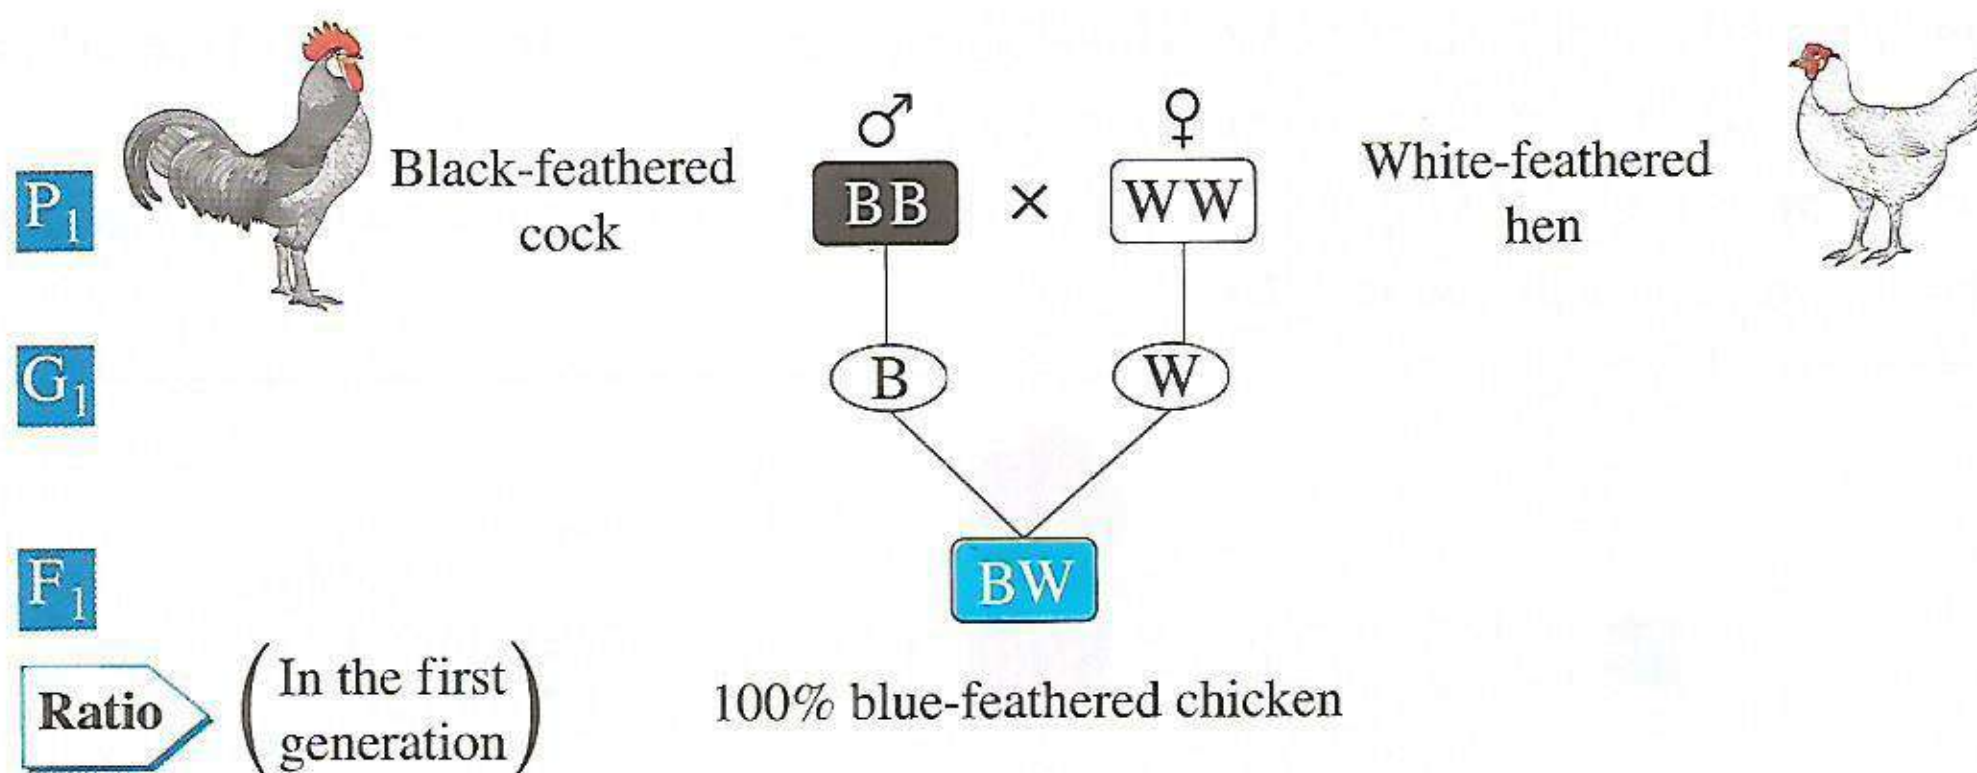 ♂ ♀
P1 Black-feathered cock BB × WW White-feathered hen
G1 B W
F1 BW
Ratio (In the first generation) 100% blue-feathered chicken